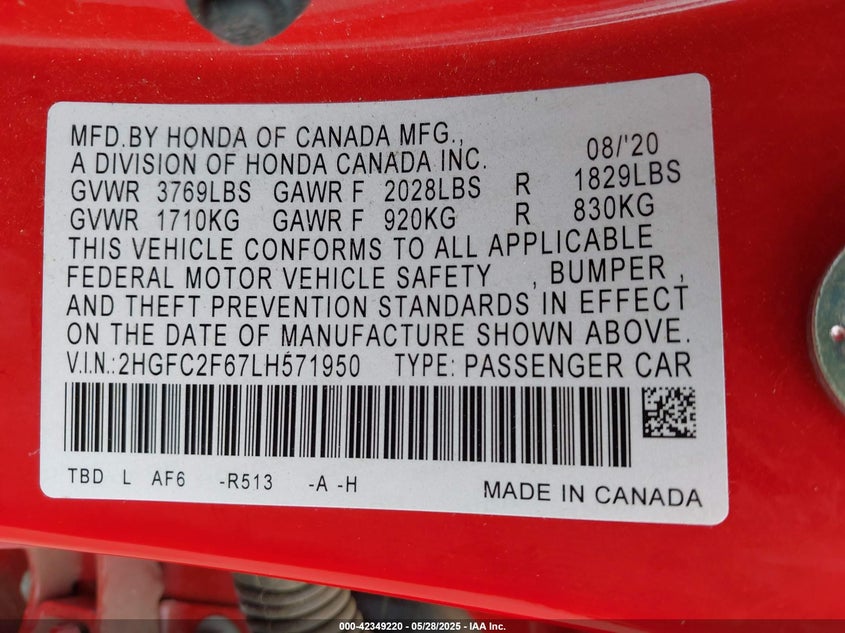 MFD.BY HONDA OF CANADA MFG.,
A DIVISION OF HONDA CANADA INC. 08/'20
GVWR 3769LBS GAWR F 2028LBS R 1829LBS
GVWR 1710KG GAWR F 920KG R 830KG
THIS VEHICLE CONFORMS TO ALL APPLICABLE
FEDERAL MOTOR VEHICLE SAFETY , BUMPER ,
AND THEFT PREVENTION STANDARDS IN EFFECT
ON THE DATE OF MANUFACTURE SHOWN ABOVE.
V.I.N.:2HGFC2F67LH571950 TYPE: PASSENGER CAR
TBD L AF6 -R513 -A -H
MADE IN CANADA
000-42349220 - 05/28/2025 - IAA Inc.